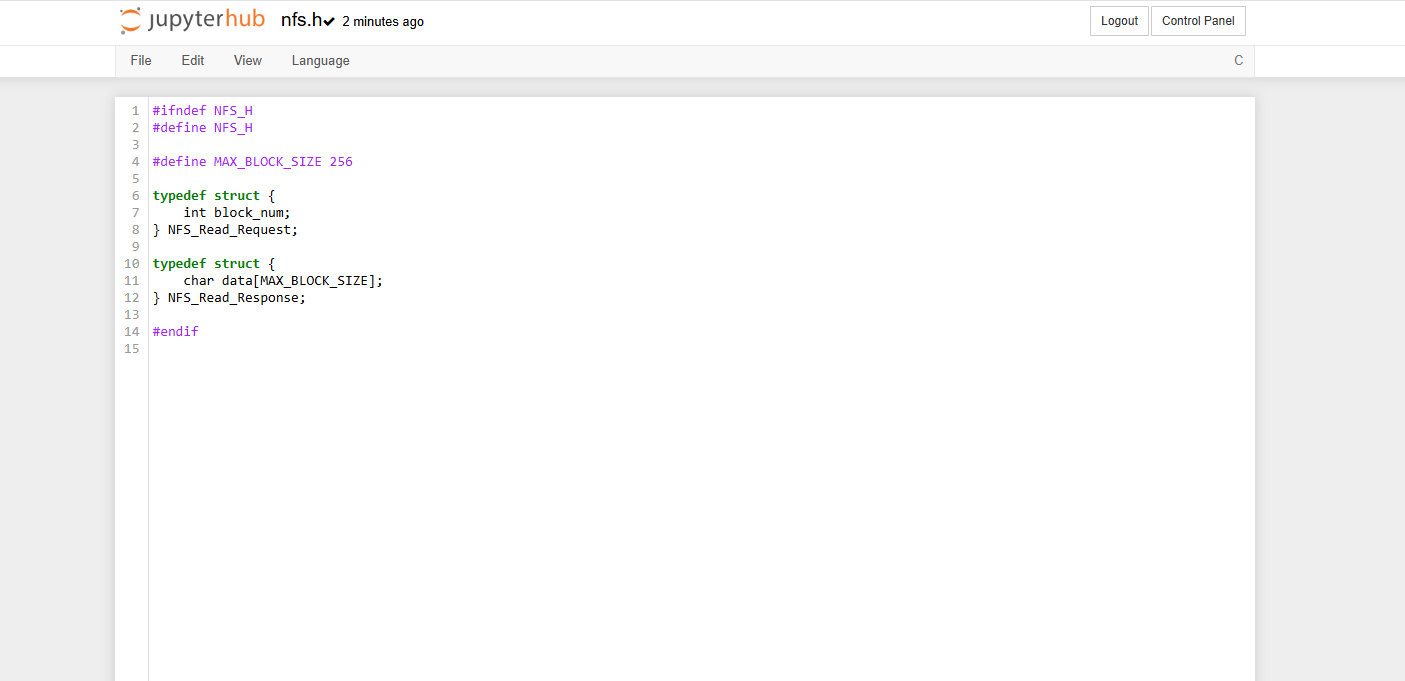 jupyterhub nfs.h✔ 2 minutes ago Logout Control Panel
File Edit View Language C
1 #ifndef NFS_H
2 #define NFS_H
3
4 #define MAX_BLOCK_SIZE 256
5
6 typedef struct {
7     int block_num;
8 } NFS_Read_Request;
9
10 typedef struct {
11     char data[MAX_BLOCK_SIZE];
12 } NFS_Read_Response;
13
14 #endif
15